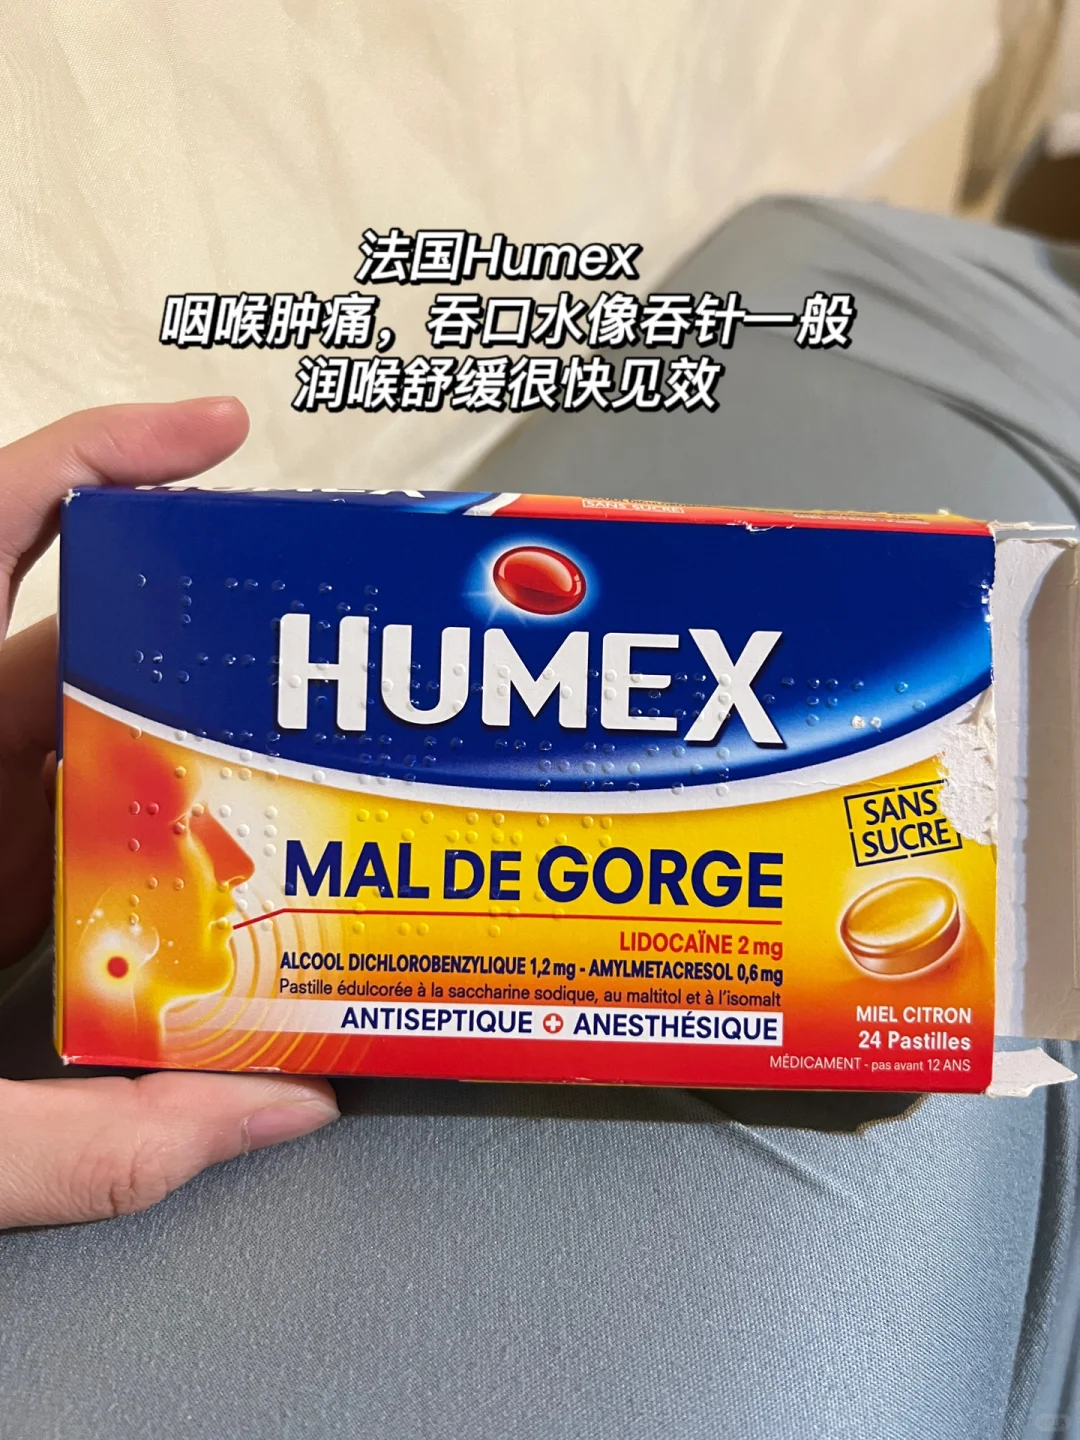 法国Humex
咽喉肿痛，吞口水像吞针一般
润喉舒缓很快见效
SANS SUCRE
HUMEX
SANS
SUCRE
MAL DE GORGE
LIDOCAÏNE 2 mg
ALCOOL DICHLOROBENZYLIQUE 1,2 mg - AMYLMETACRESOL 0,6 mg
Pastille édulcorée à la saccharine sodique, au maltitol et à l'isomalt
ANTISEPTIQUE + ANESTHÉSIQUE
MIEL CITRON
24 Pastilles
MÉDICAMENT - pas avant 12 ANS